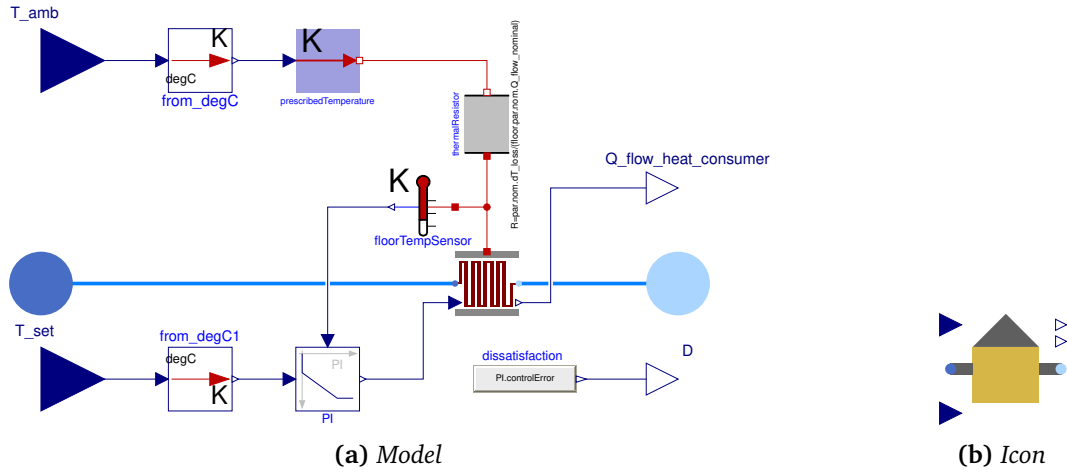 T_amb
K
degC
from_degC
K
prescribedTemperature
thermalResistor
R=par.nom.dT_loss/(floor.par.nom.Q_flow_nominal)
Q_flow_heat_consumer
K
floorTempSensor
T_set
from_degC1
degC
K
PI
PI
dissatisfaction
PI.controlError
D
(a) Model
(b) Icon